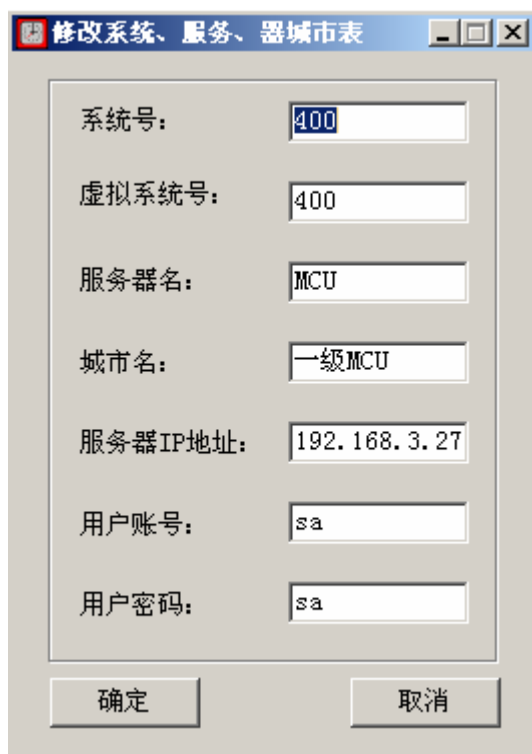 修改系统、服务、器城市表
系统号： 400
虚拟系统号： 400
服务器名： MCU
城市名： 一级MCU
服务器IP地址： 192.168.3.27
用户账号： sa
用户密码： sa
确定 取消